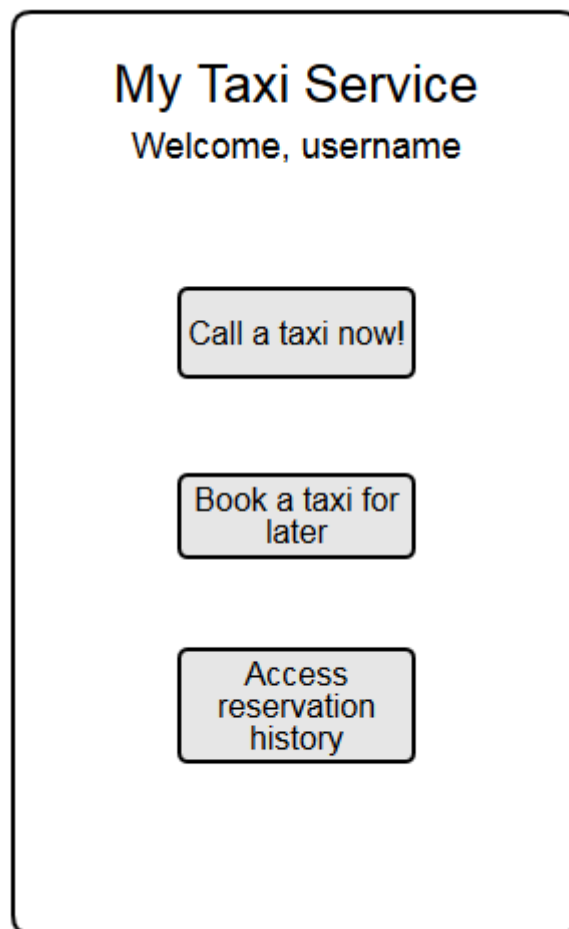 My Taxi Service
Welcome, username
Call a taxi now!
Book a taxi for
later
Access
reservation
history